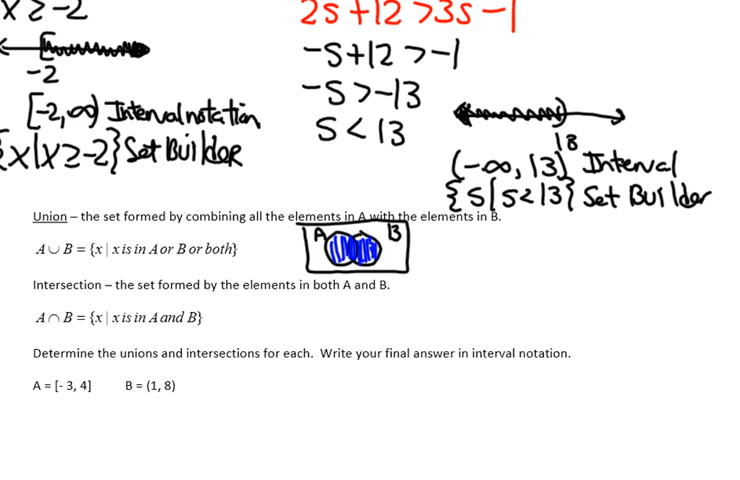 x ≥ -2
-2
[-2, ∞) Interval notation
{x|x ≥ -2} Set Builder
2s + 12 > 3s - 1
-s + 12 > -1
-s > -13
s < 13
13
(-∞, 13) Interval
{s|s < 13} Set Builder
Union – the set formed by combining all the elements in A with the elements in B.
A ∪ B = {x | x is in A or B or both}
A B
Intersection – the set formed by the elements in both A and B.
A ∩ B = {x | x is in A and B}
Determine the unions and intersections for each. Write your final answer in interval notation.
A = [- 3, 4] B = (1, 8)